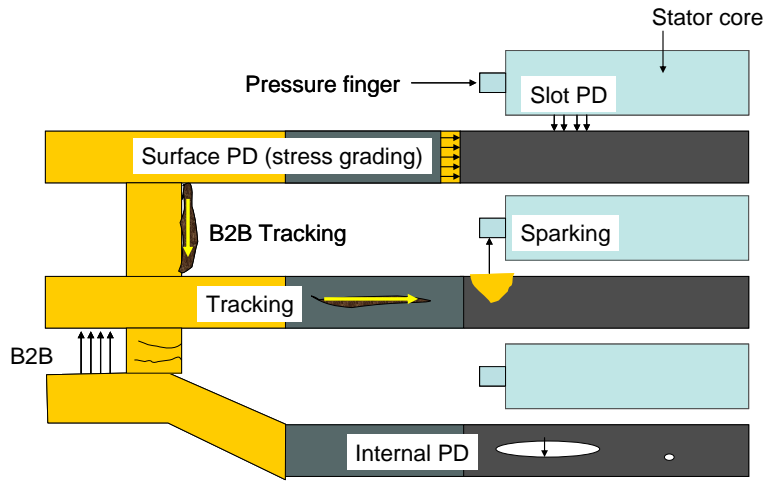 Stator core
Pressure finger
Slot PD
Surface PD (stress grading)
B2B Tracking
Sparking
Tracking
B2B
Internal PD